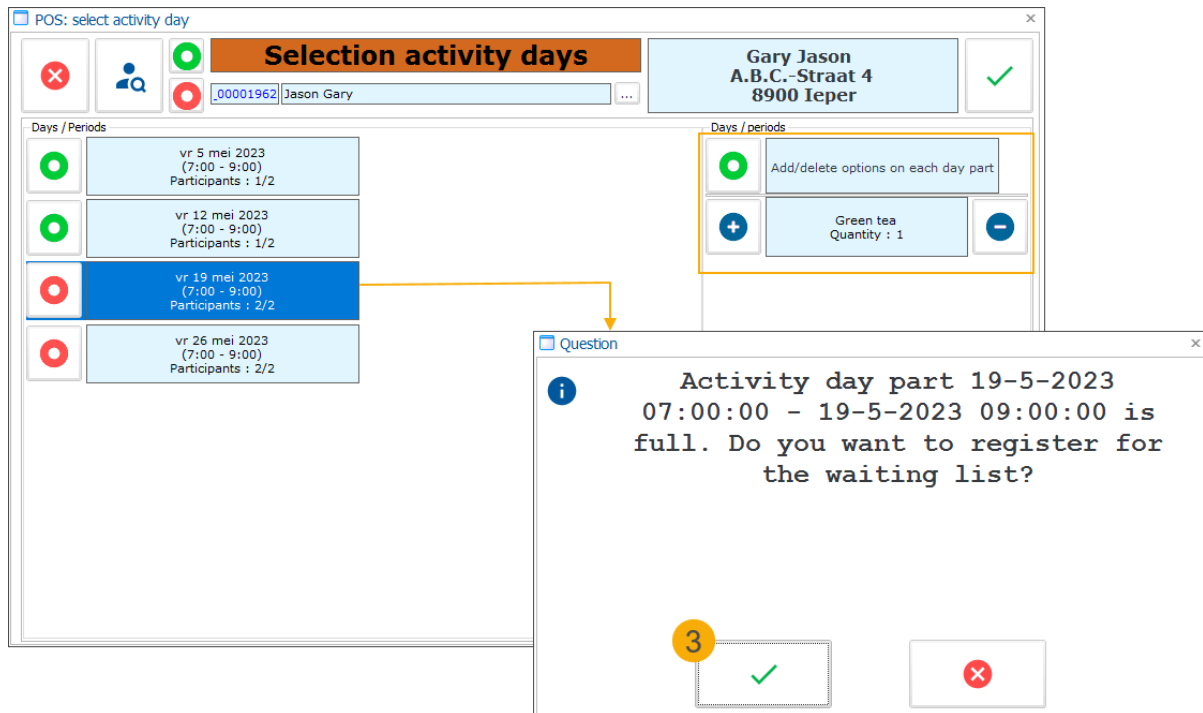 POS: select activity day
Selection activity days
_00001962 Jason Gary ...
Gary Jason
A.B.C.-Straat 4
8900 Ieper
Days / Periods
vr 5 mei 2023
(7:00 - 9:00)
Participants : 1/2
vr 12 mei 2023
(7:00 - 9:00)
Participants : 1/2
vr 19 mei 2023
(7:00 - 9:00)
Participants : 2/2
vr 26 mei 2023
(7:00 - 9:00)
Participants : 2/2
Days / periods
Add/delete options on each day part
Green tea
Quantity : 1
Question
Activity day part 19-5-2023
07:00:00 - 19-5-2023 09:00:00 is
full. Do you want to register for
the waiting list?
3